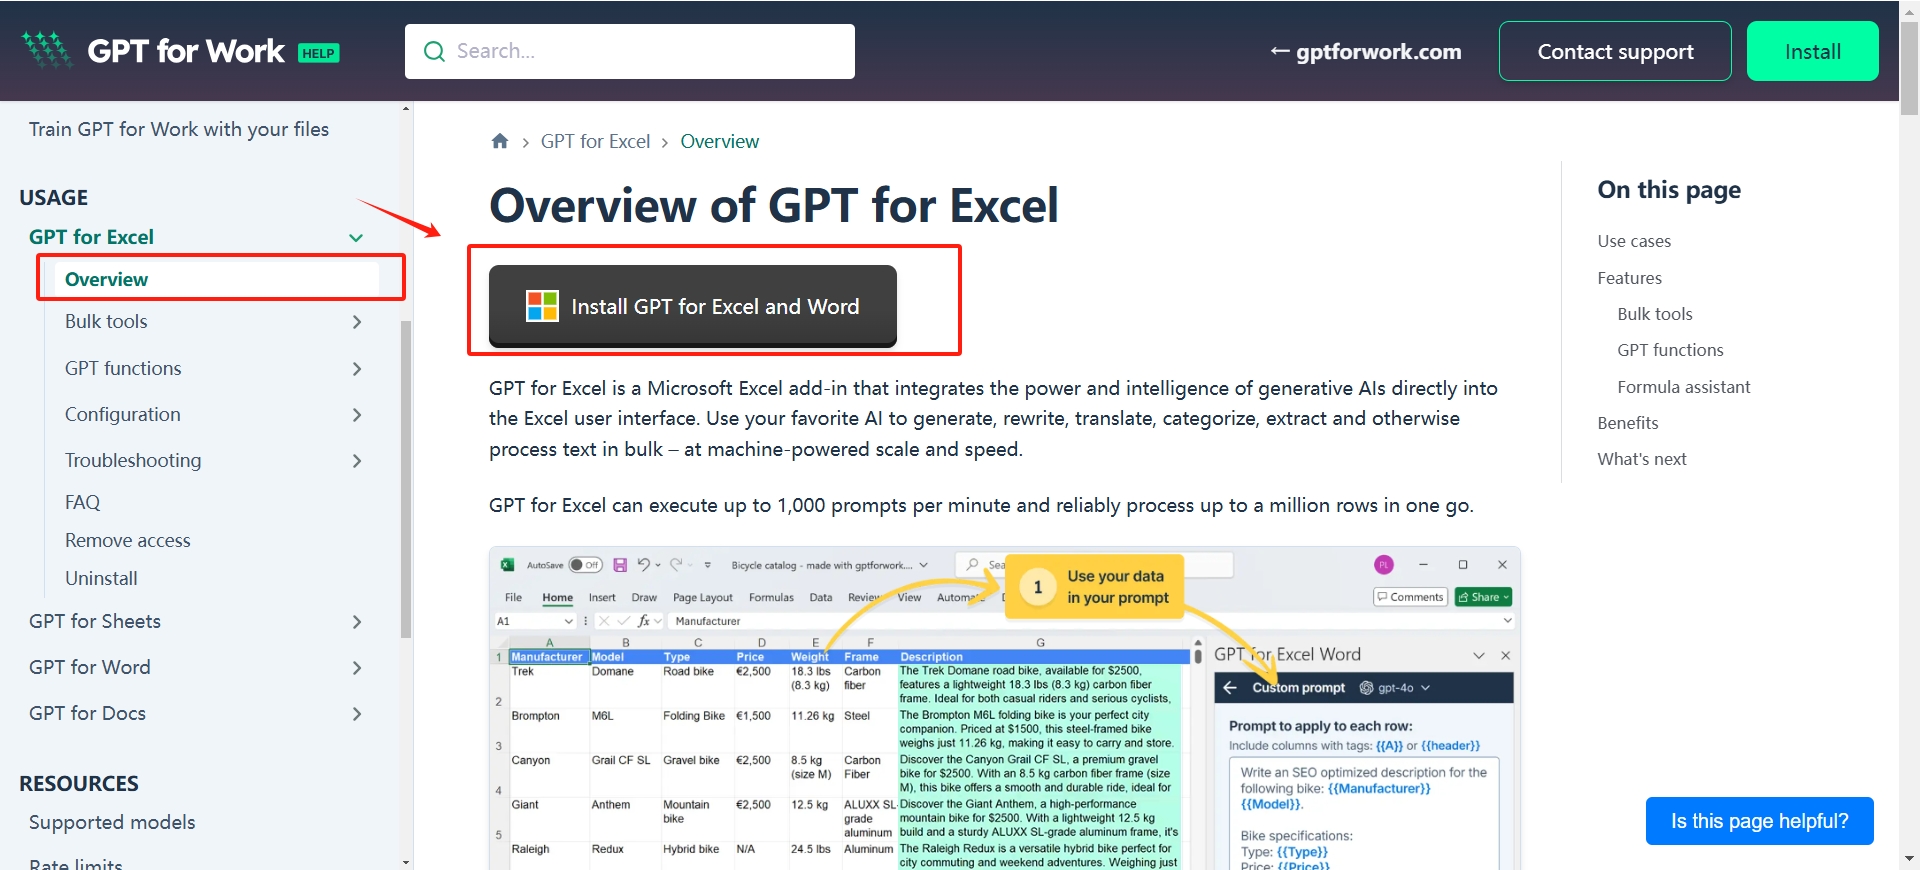 GPT for Work HELP
Search...
← gptforwork.com
Contact support
Install
Train GPT for Work with your files
USAGE
GPT for Excel
Overview
Bulk tools
GPT functions
Configuration
Troubleshooting
FAQ
Remove access
Uninstall
GPT for Sheets
GPT for Word
GPT for Docs
RESOURCES
Supported models
Rate limits
GPT for Excel > Overview
Overview of GPT for Excel
Install GPT for Excel and Word
GPT for Excel is a Microsoft Excel add-in that integrates the power and intelligence of generative AIs directly into
the Excel user interface. Use your favorite AI to generate, rewrite, translate, categorize, extract and otherwise
process text in bulk – at machine-powered scale and speed.
GPT for Excel can execute up to 1,000 prompts per minute and reliably process up to a million rows in one go.
AutoSave Off
Bicycle catalog - made with gptforwork....
PL
File Home Insert Draw Page Layout Formulas Data Review View
Comments Share
A1 fx Manufacturer
1 Use your data
in your prompt
A B C D E F G
1 Manufacturer Model Type Price Weight Frame Description
2 Trek Domane Road bike €2,500 18.3 lbs (8.3 kg) Carbon fiber
The Trek Domane road bike, available for $2500,
features a lightweight 18.3 lbs (8.3 kg) carbon fiber
frame. Ideal for both casual riders and serious cyclists,
3 Brompton M6L Folding Bike €1,500 11.26 kg Steel
The Brompton M6L folding bike is your perfect city
companion. Priced at $1500, this steel-framed bike
weighs just 11.26 kg, making it easy to carry and store.
4 Canyon Grail CF SL Gravel bike €2,500 8.5 kg (size M) Carbon Fiber
Discover the Canyon Grail CF SL, a premium gravel
bike for $2500. With an 8.5 kg carbon fiber frame (size
M), this bike offers a smooth and durable ride, ideal for
5 Giant Anthem Mountain bike €2,500 12.5 kg ALUXX SL- grade aluminum
Discover the Giant Anthem, a high-performance
mountain bike for $2500. With a lightweight 12.5 kg
build and a sturdy ALUXX SL-grade aluminum frame, it's
Raleigh Redux Hybrid bike N/A 24.5 lbs Aluminum
The Raleigh Redux is a versatile hybrid bike perfect for
city commuting and weekend adventures. Weighing just
GPT for Excel Word
Custom prompt gpt-4o
Prompt to apply to each row:
Include columns with tags: {{A}} or {{header}}
Write an SEO optimized description for the
following bike: {{Manufacturer}}
{{Model}}.
Bike specifications:
Type: {{Type}}
Price: {{Price}}
On this page
Use cases
Features
Bulk tools
GPT functions
Formula assistant
Benefits
What's next
Is this page helpful?